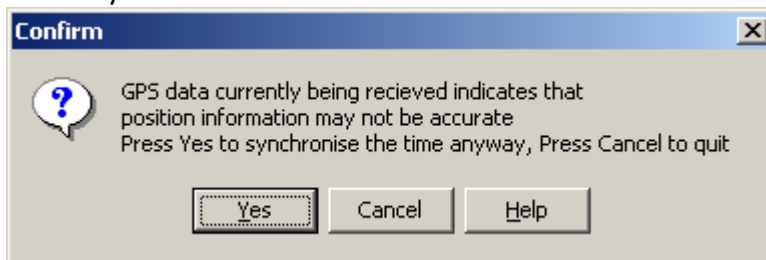 Confirm
GPS data currently being recieved indicates that
position information may not be accurate
Press Yes to synchronise the time anyway, Press Cancel to quit
Yes Cancel Help